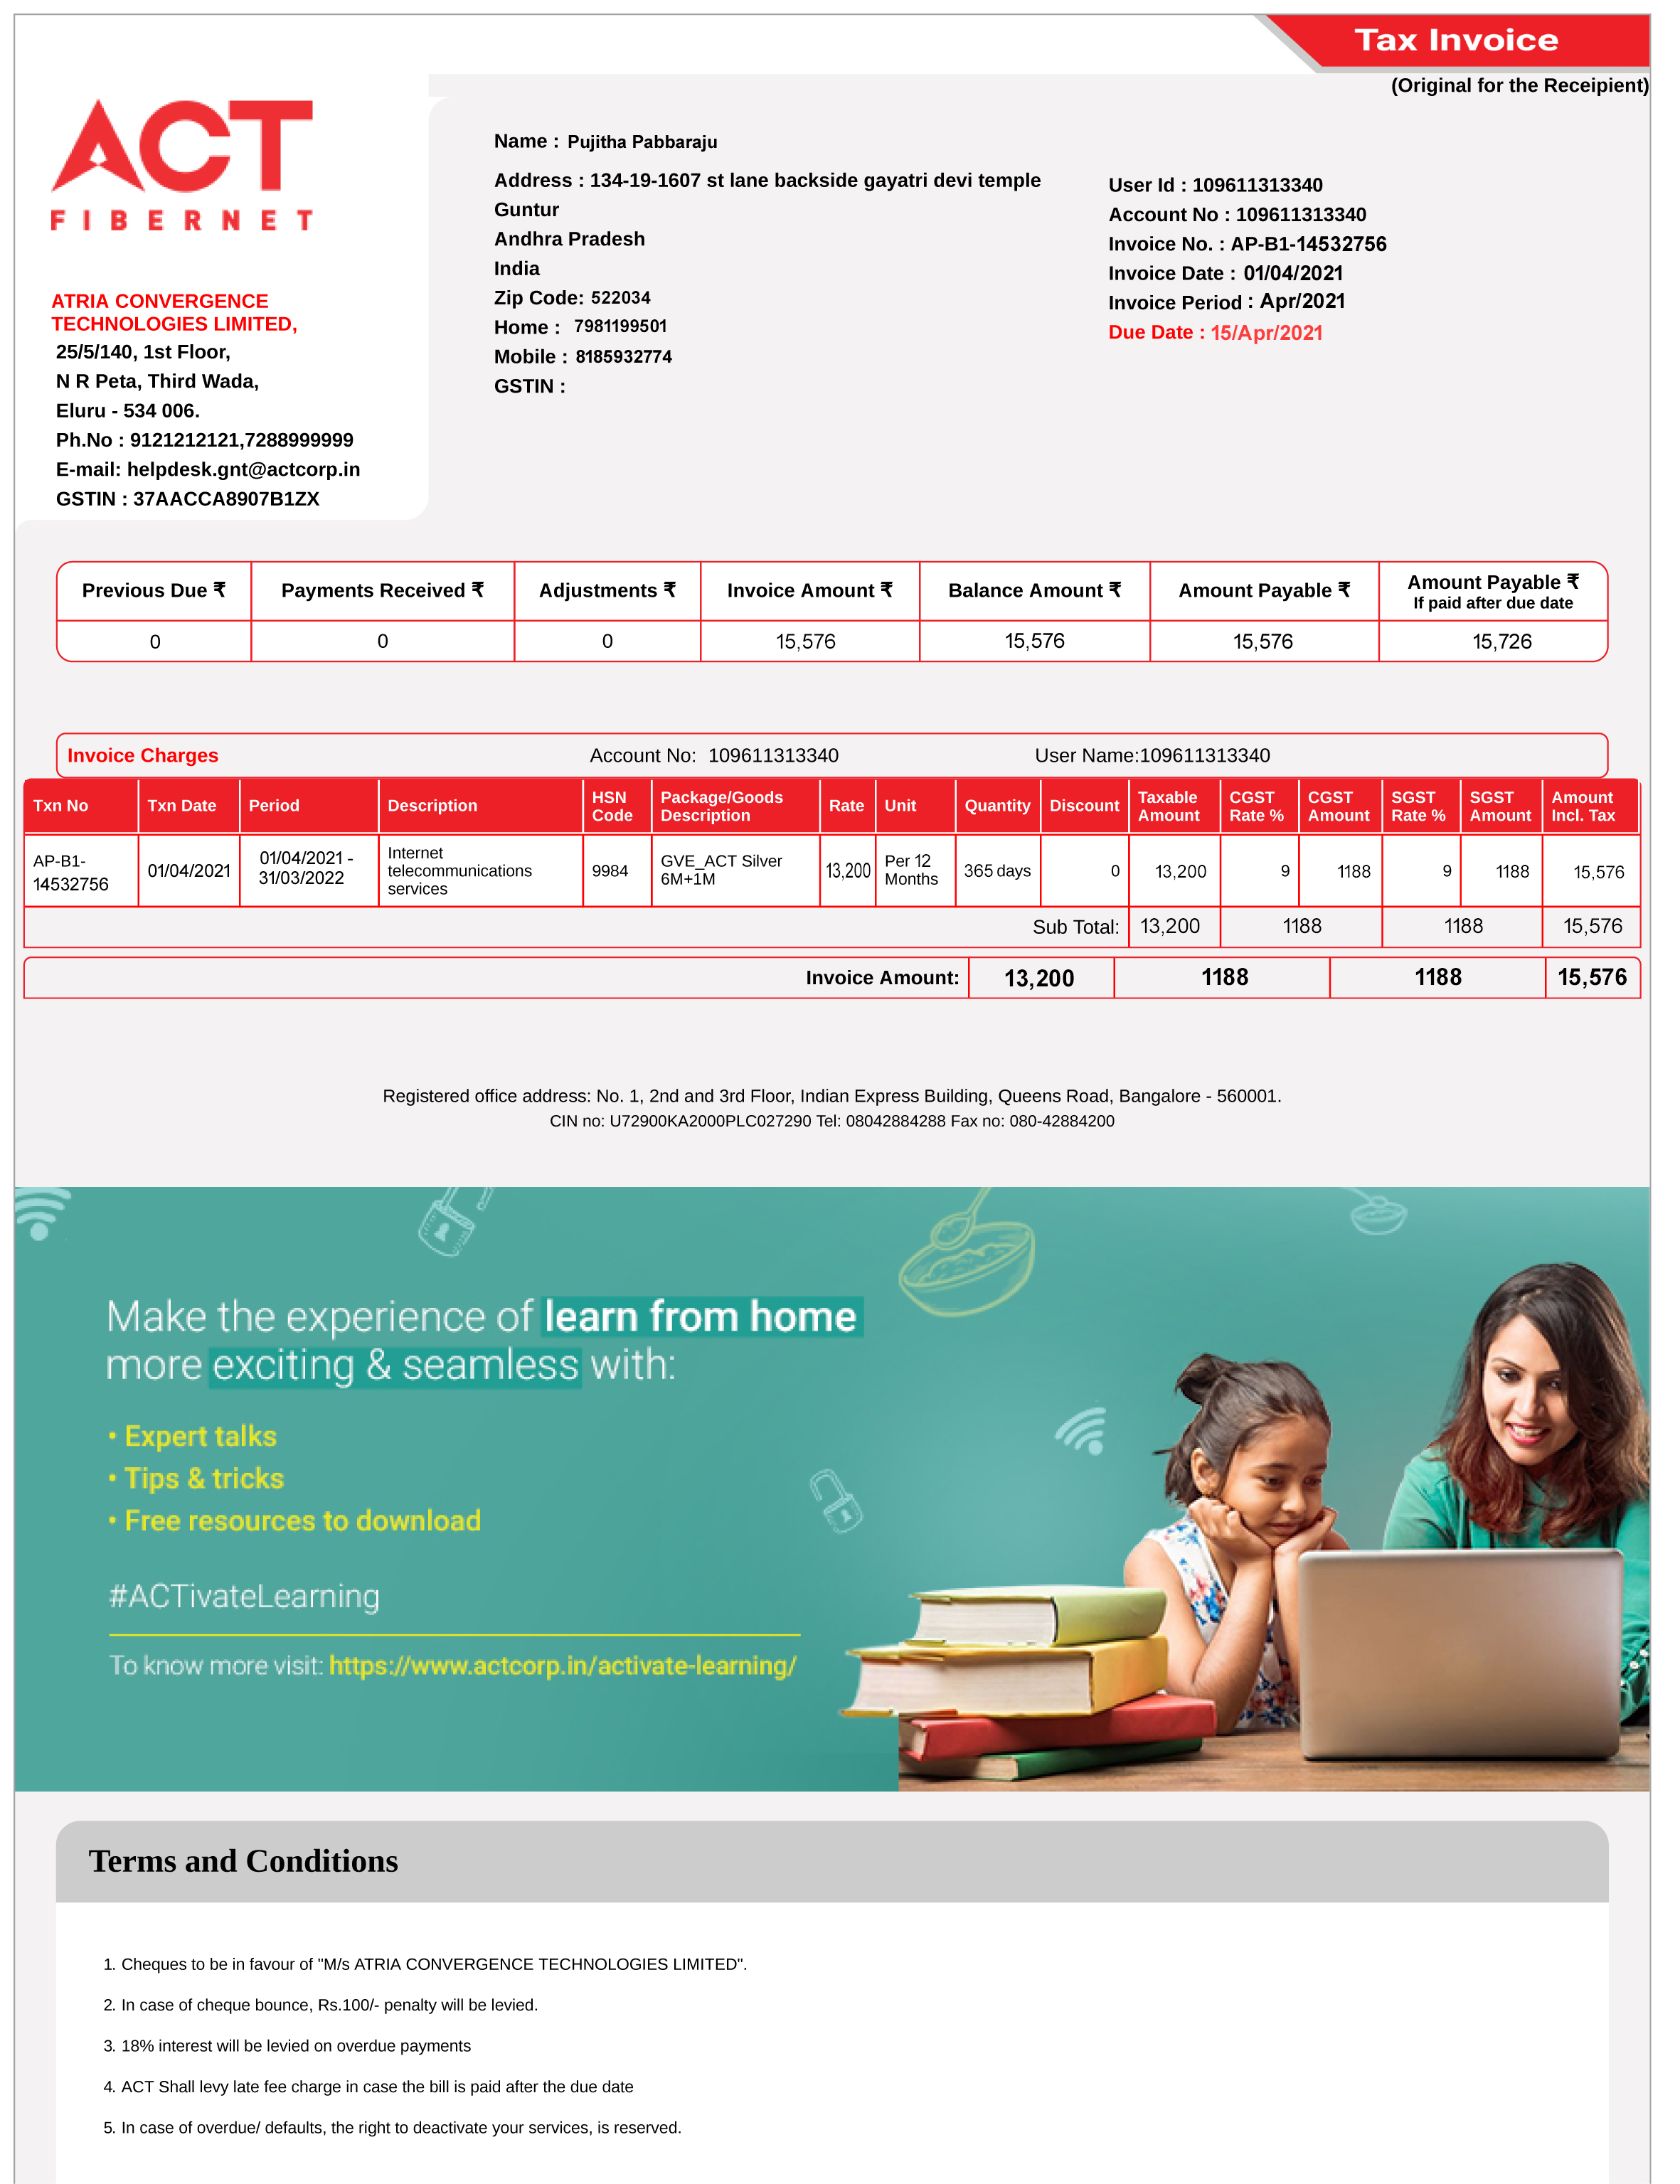 Tax Invoice
(Original for the Receipient)
ACT
FIBERNET
ATRIA CONVERGENCE
TECHNOLOGIES LIMITED,
25/5/140, 1st Floor,
N R Peta, Third Wada,
Eluru - 534 006.
Ph.No : 9121212121,7288999999
E-mail: helpdesk.gnt@actcorp.in
GSTIN : 37AACCA8907B1ZX
Name : Pujitha Pabbaraju
Address : 134-19-1607 st lane backside gayatri devi temple
Guntur
Andhra Pradesh
India
Zip Code: 522034
Home : 7981199501
Mobile : 8185932774
GSTIN :
User Id : 109611313340
Account No : 109611313340
Invoice No. : AP-B1-14532756
Invoice Date : 01/04/2021
Invoice Period : Apr/2021
Due Date : 15/Apr/2021
Previous Due ₹ Payments Received ₹ Adjustments ₹ Invoice Amount ₹ Balance Amount ₹ Amount Payable ₹ Amount Payable ₹ If paid after due date
0 0 0 15,576 15,576 15,576 15,726
Invoice Charges Account No: 109611313340 User Name:109611313340
Txn No Txn Date Period Description HSN Code Package/Goods Description Rate Unit Quantity Discount Taxable Amount CGST Rate % CGST Amount SGST Rate % SGST Amount Amount Incl. Tax
AP-B1-14532756 01/04/2021 01/04/2021 - 31/03/2022 Internet telecommunications services 9984 GVE_ACT Silver 6M+1M 13,200 Per 12 Months 365 days 0 13,200 9 1188 9 1188 15,576
Sub Total: 13,200 1188 1188 15,576
Invoice Amount: 13,200 1188 1188 15,576
Registered office address: No. 1, 2nd and 3rd Floor, Indian Express Building, Queens Road, Bangalore - 560001.
CIN no: U72900KA2000PLC027290 Tel: 08042884288 Fax no: 080-42884200
Make the experience of learn from home
more exciting & seamless with:
• Expert talks
• Tips & tricks
• Free resources to download
#ACTivateLearning
To know more visit: https://www.actcorp.in/activate-learning/
Terms and Conditions
1. Cheques to be in favour of "M/s ATRIA CONVERGENCE TECHNOLOGIES LIMITED".
2. In case of cheque bounce, Rs.100/- penalty will be levied.
3. 18% interest will be levied on overdue payments
4. ACT Shall levy late fee charge in case the bill is paid after the due date
5. In case of overdue/ defaults, the right to deactivate your services, is reserved.